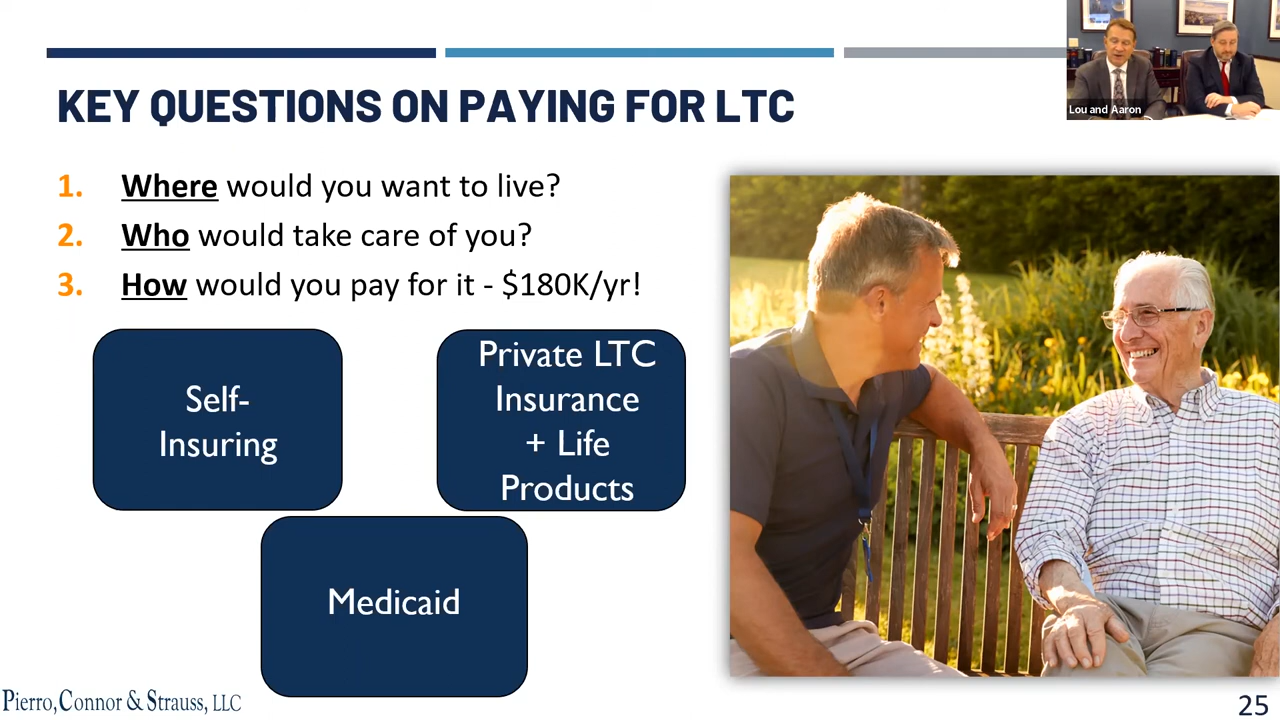 Lou and Aaron
KEY QUESTIONS ON PAYING FOR LTC
1. Where would you want to live?
2. Who would take care of you?
3. How would you pay for it - $180K/yr!
Self-
Insuring
Private LTC
Insurance
+ Life
Products
Medicaid
Pierro, Connor & Strauss, LLC
25